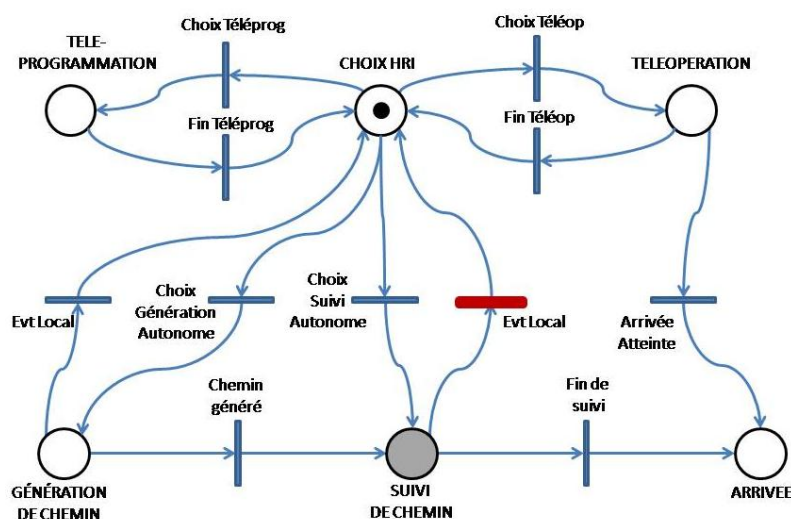 Choix Téléprog
Choix Téléop
TELE-
PROGRAMMATION
CHOIX HRI
TELEOPERATION
Fin Téléprog
Fin Téléop
Evt Local
Choix
Génération
Autonome
Choix
Suivi
Autonome
Evt Local
Arrivée
Atteinte
Chemin
généré
Fin de
suivi
GÉNÉRATION
DE CHEMIN
SUIVI
DE CHEMIN
ARRIVEE